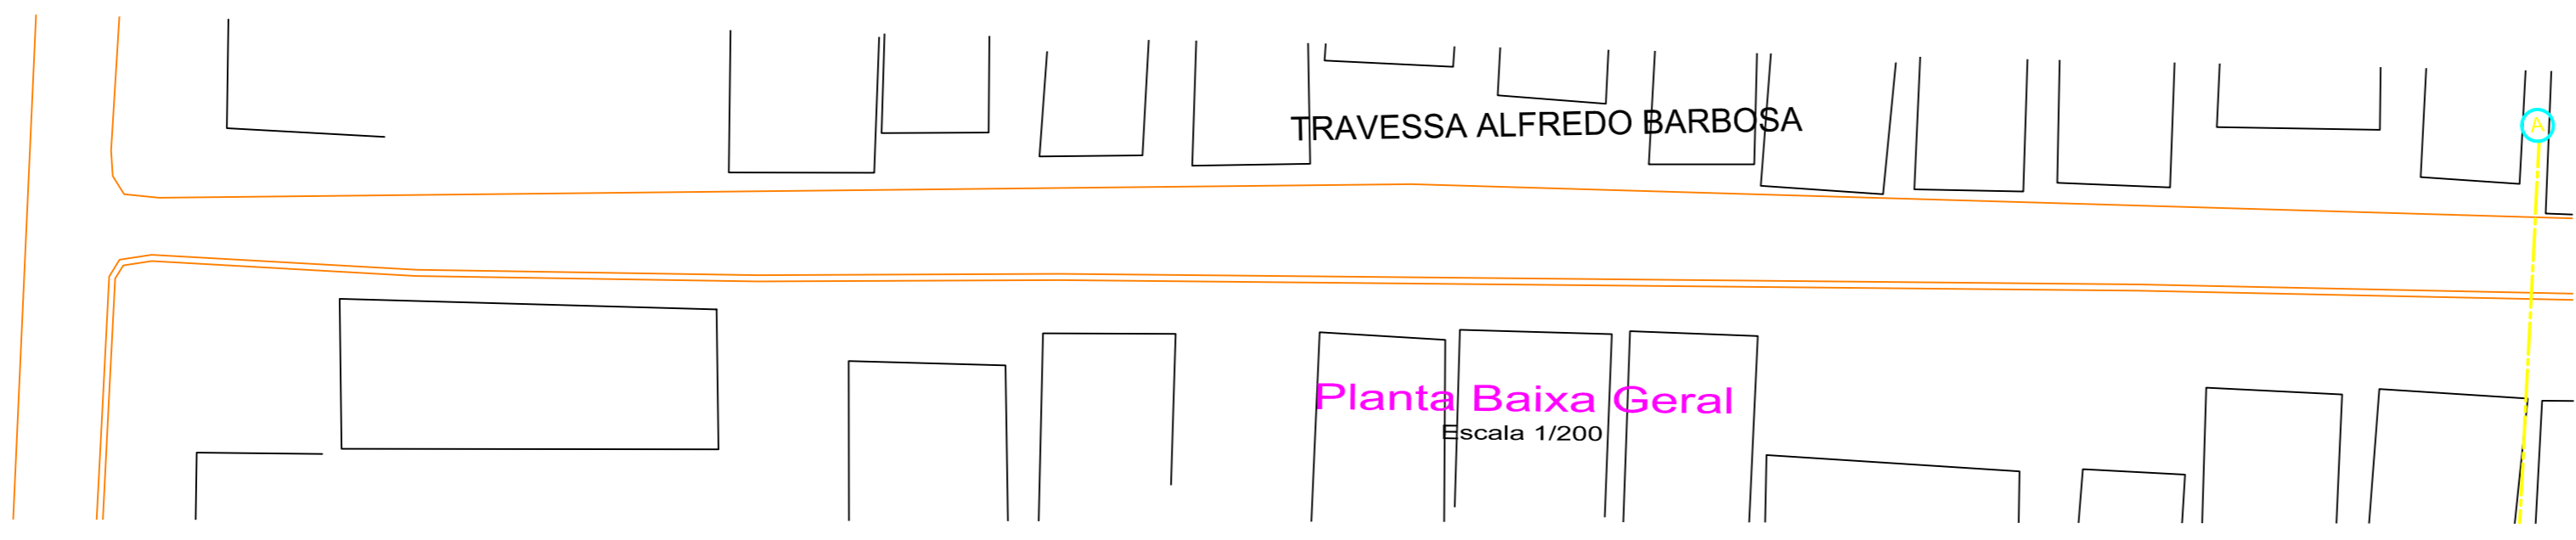 TRAVESSA ALFREDO BARBOSA
A
Planta Baixa Geral
Escala 1/200